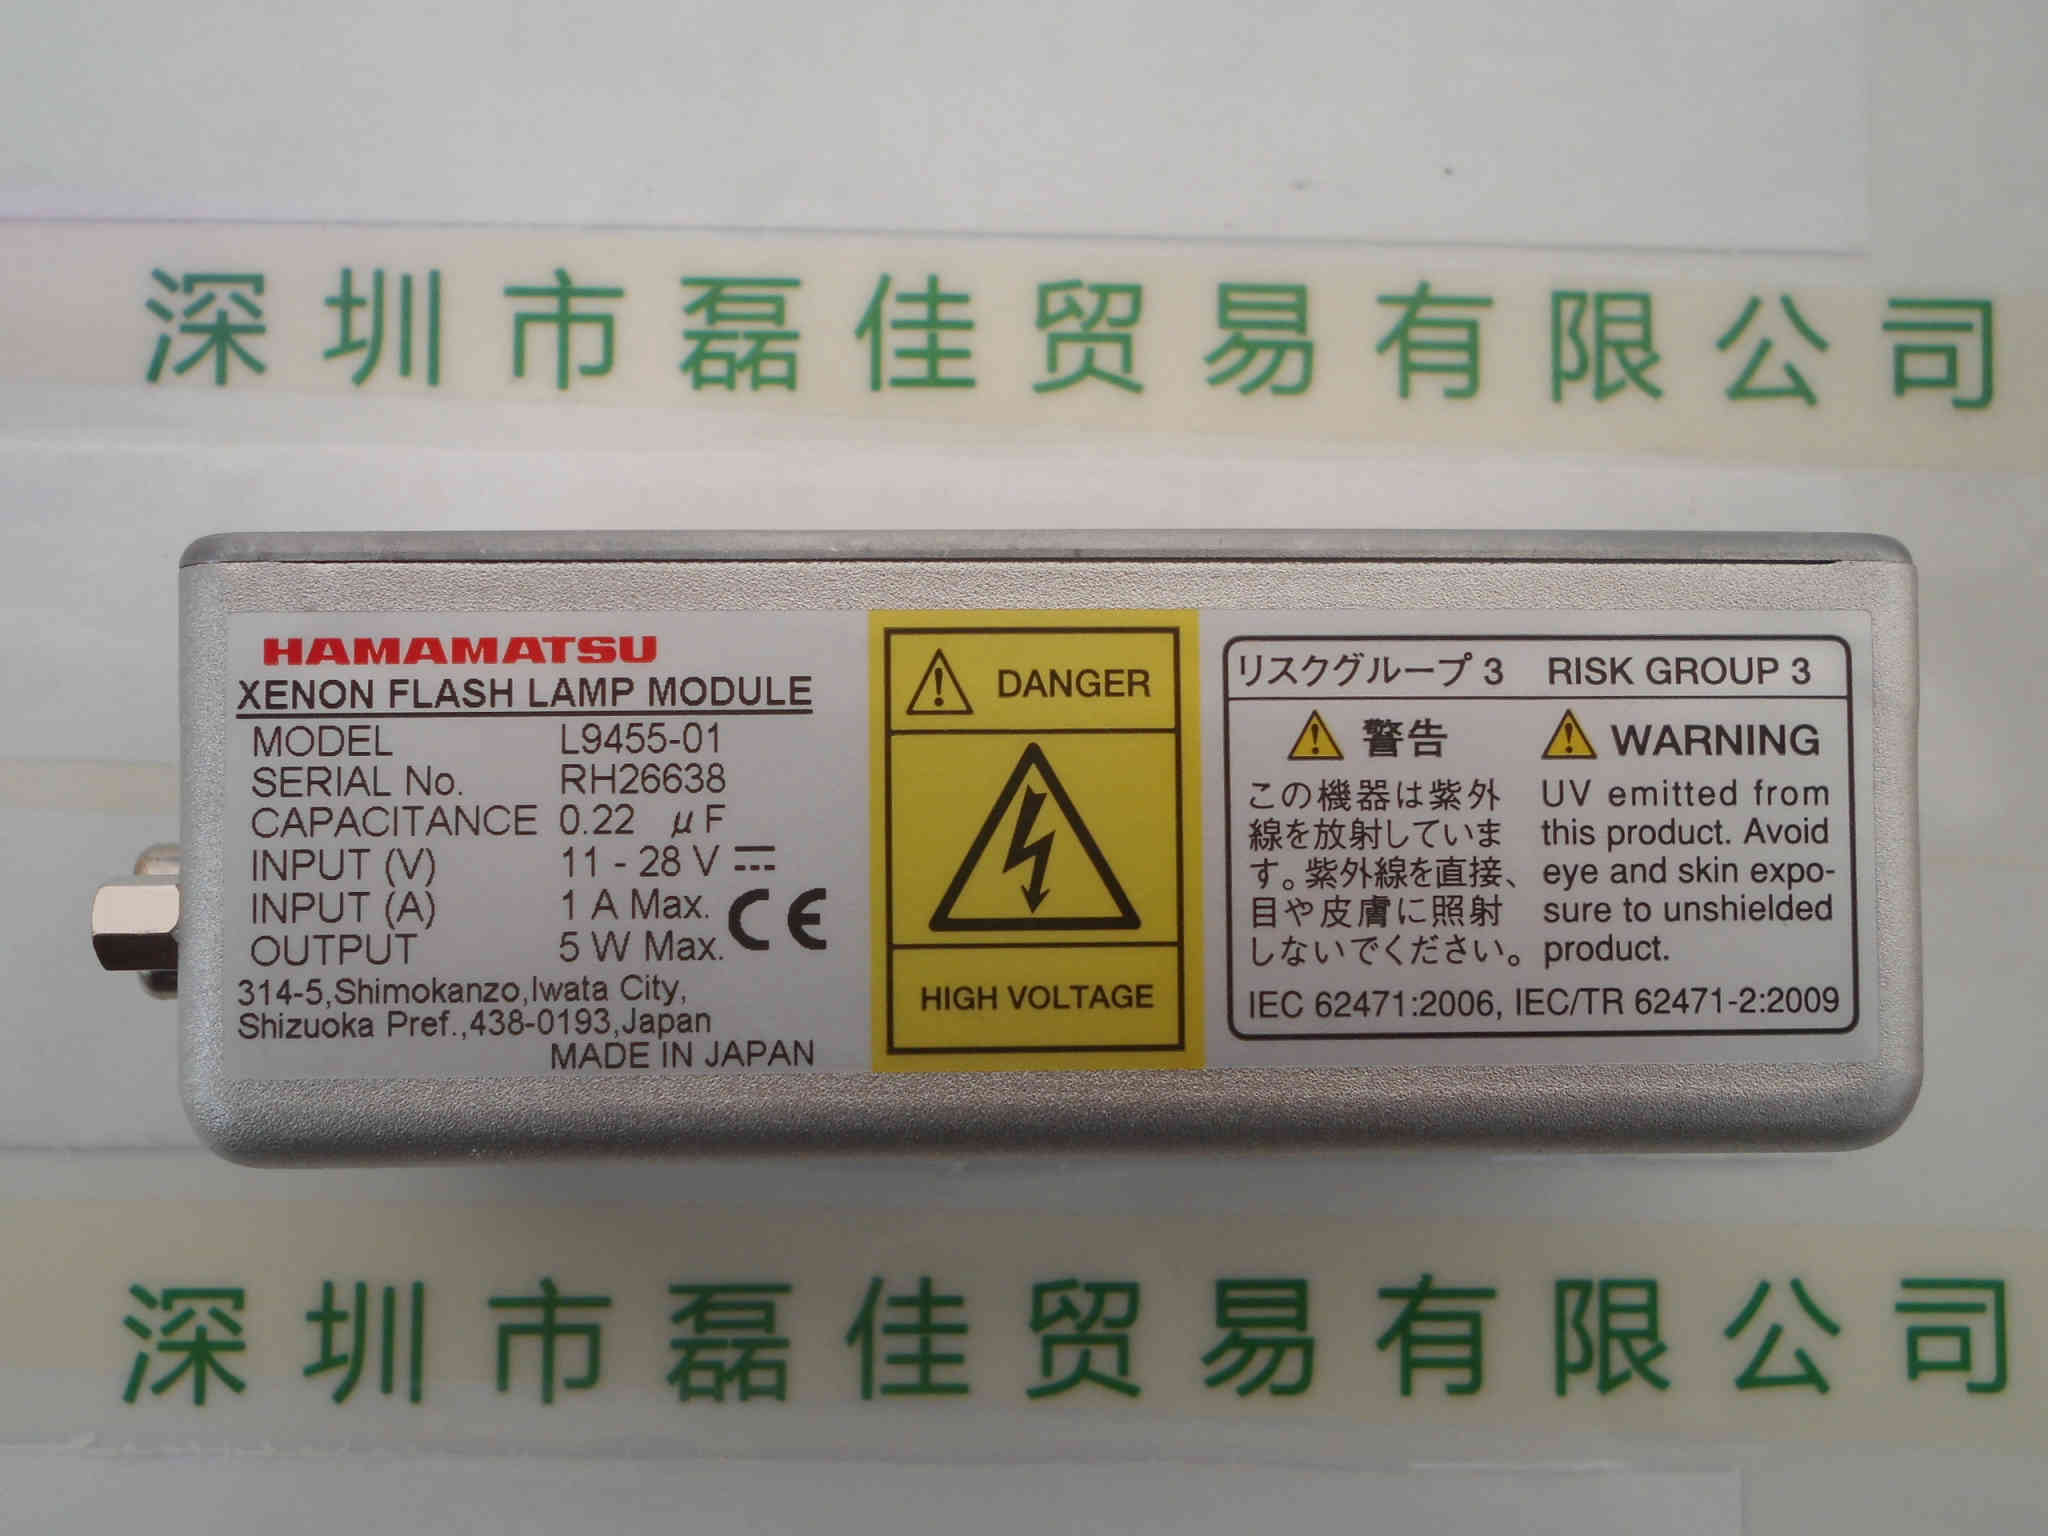 深圳市磊佳贸易有限公司
HAMAMATSU
XENON FLASH LAMP MODULE
MODEL L9455-01
SERIAL No. RH26638
CAPACITANCE 0.22 μF
INPUT (V) 11 - 28 V
INPUT (A) 1 A Max.
OUTPUT 5 W Max.
CE
314-5,Shimokanzo,Iwata City,
Shizuoka Pref.,438-0193,Japan
MADE IN JAPAN
DANGER
HIGH VOLTAGE
リスクグループ 3 RISK GROUP 3
警告
この機器は紫外
線を放射していま
す。紫外線を直接、
目や皮膚に照射
しないでください。
WARNING
UV emitted from
this product. Avoid
eye and skin expo-
sure to unshielded
product.
IEC 62471:2006, IEC/TR 62471-2:2009
深圳市磊佳贸易有限公司